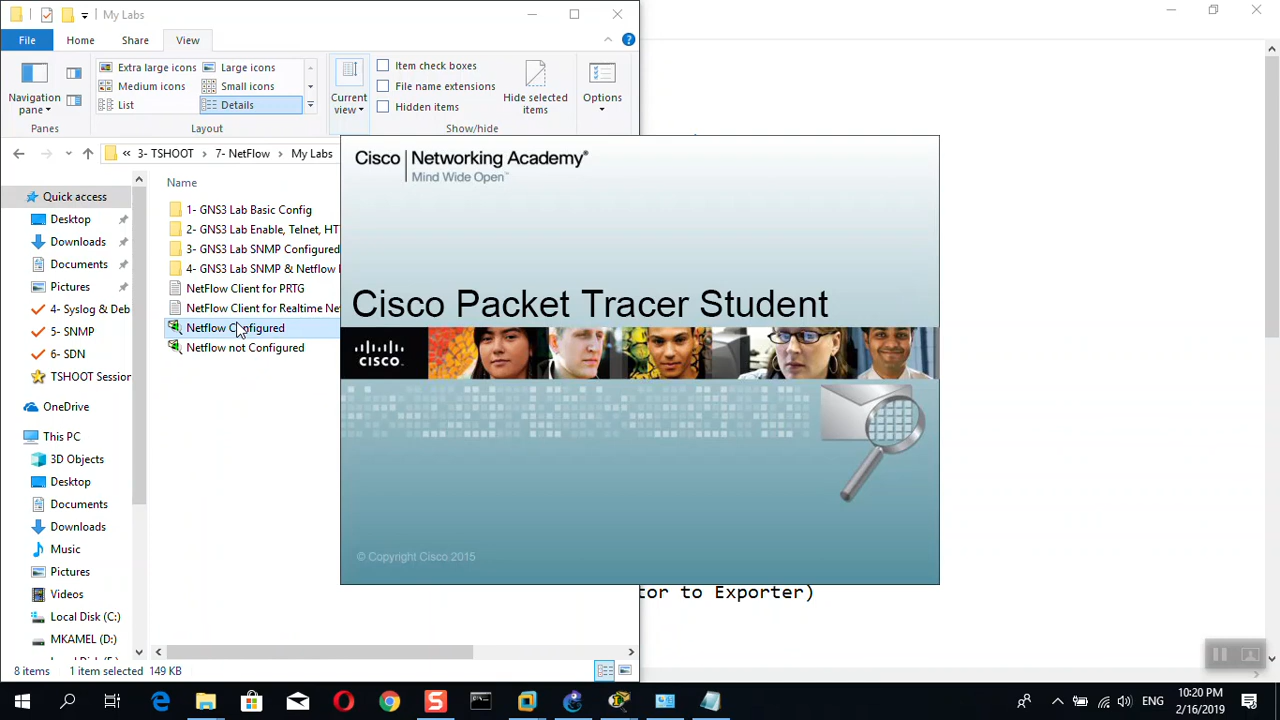 My Labs
File
Home
Share
View
Navigation
pane
Extra large icons
Large icons
Medium icons
Small icons
List
Details
Current
view
Item check boxes
File name extensions
Hidden items
Hide selected
items
Options
Panes
Layout
Show/hide
« 3- TSHOOT > 7- NetFlow > My Labs
Quick access
Desktop
Downloads
Documents
Pictures
4- Syslog & Deb
5- SNMP
6- SDN
TSHOOT Session
OneDrive
This PC
3D Objects
Desktop
Documents
Downloads
Music
Pictures
Videos
Local Disk (C:)
MKAMEL (D:)
Name
1- GNS3 Lab Basic Config
2- GNS3 Lab Enable, Telnet, HT
3- GNS3 Lab SNMP Configured
4- GNS3 Lab SNMP & Netflow
NetFlow Client for PRTG
NetFlow Client for Realtime Ne
Netflow Configured
Netflow not Configured
Cisco Networking Academy®
Mind Wide Open™
Cisco Packet Tracer Student
CISCO
© Copyright Cisco 2015
tor to Exporter)
8 items
1 item selected 149 KB
ENG
10:20 PM
2/16/2019